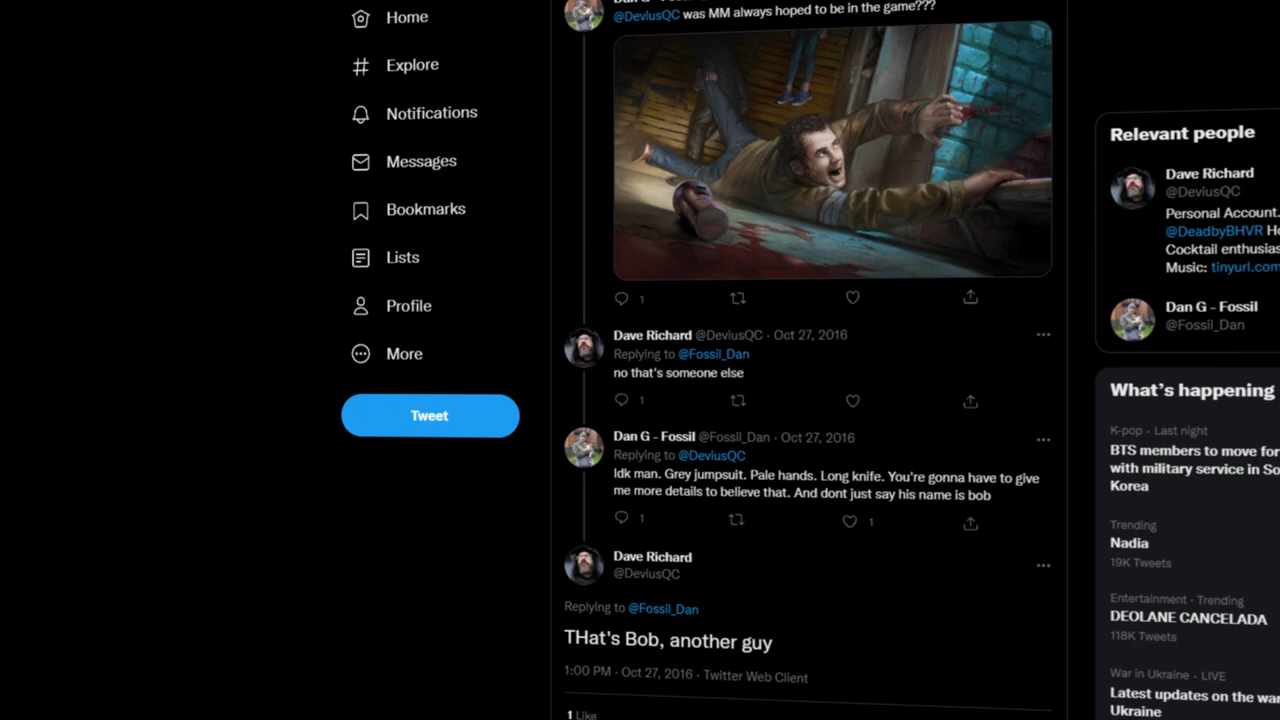 Home
Explore
Notifications
Messages
Bookmarks
Lists
Profile
More
Tweet
@DeviusQC was MM always hoped to be in the game???
1
Dave Richard @DeviusQC · Oct 27, 2016
Replying to @Fossil_Dan
no that's someone else
1
Dan G - Fossil @Fossil_Dan · Oct 27, 2016
Replying to @DeviusQC
Idk man. Grey jumpsuit. Pale hands. Long knife. You're gonna have to give
me more details to believe that. And dont just say his name is bob
1
1
Dave Richard
@DeviusQC
Replying to @Fossil_Dan
THat's Bob, another guy
1:00 PM · Oct 27, 2016 · Twitter Web Client
1 Like
Relevant people
Dave Richard
@DeviusQC
Personal Account.
@DeadbyBHVR He
Cocktail enthusias
Music: tinyurl.com
Dan G - Fossil
@Fossil_Dan
What's happening
K-pop · Last night
BTS members to move for
with military service in So
Korea
Trending
Nadia
19K Tweets
Entertainment · Trending
DEOLANE CANCELADA
118K Tweets
War in Ukraine · LIVE
Latest updates on the war
Ukraine